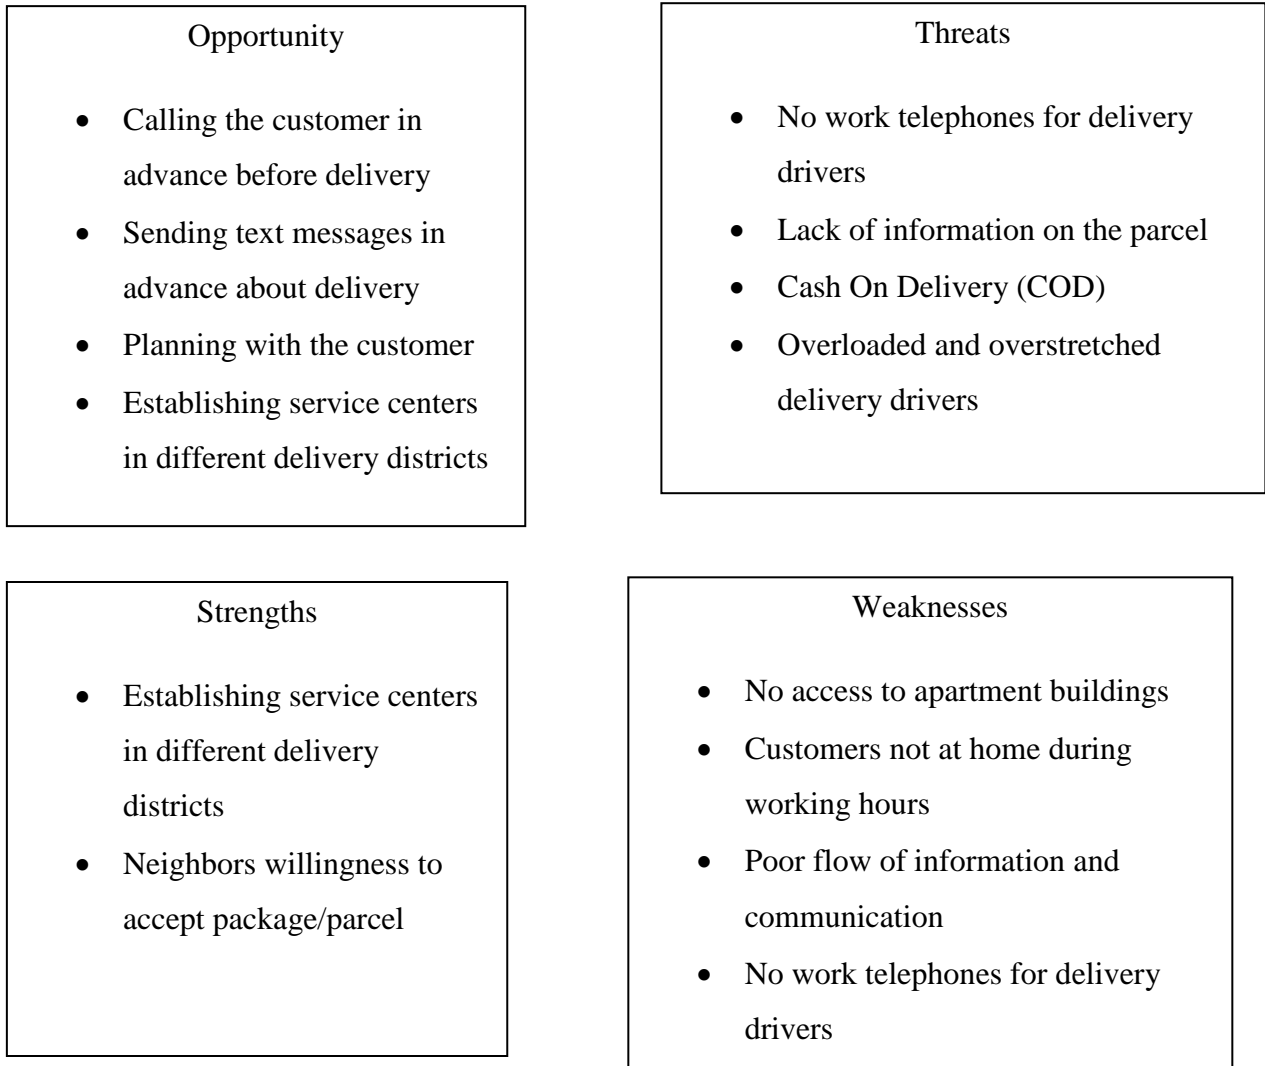 Opportunity
• Calling the customer in
advance before delivery
• Sending text messages in
advance about delivery
• Planning with the customer
• Establishing service centers
in different delivery districts
Threats
• No work telephones for delivery
drivers
• Lack of information on the parcel
• Cash On Delivery (COD)
• Overloaded and overstretched
delivery drivers
Strengths
• Establishing service centers
in different delivery
districts
• Neighbors willingness to
accept package/parcel
Weaknesses
• No access to apartment buildings
• Customers not at home during
working hours
• Poor flow of information and
communication
• No work telephones for delivery
drivers